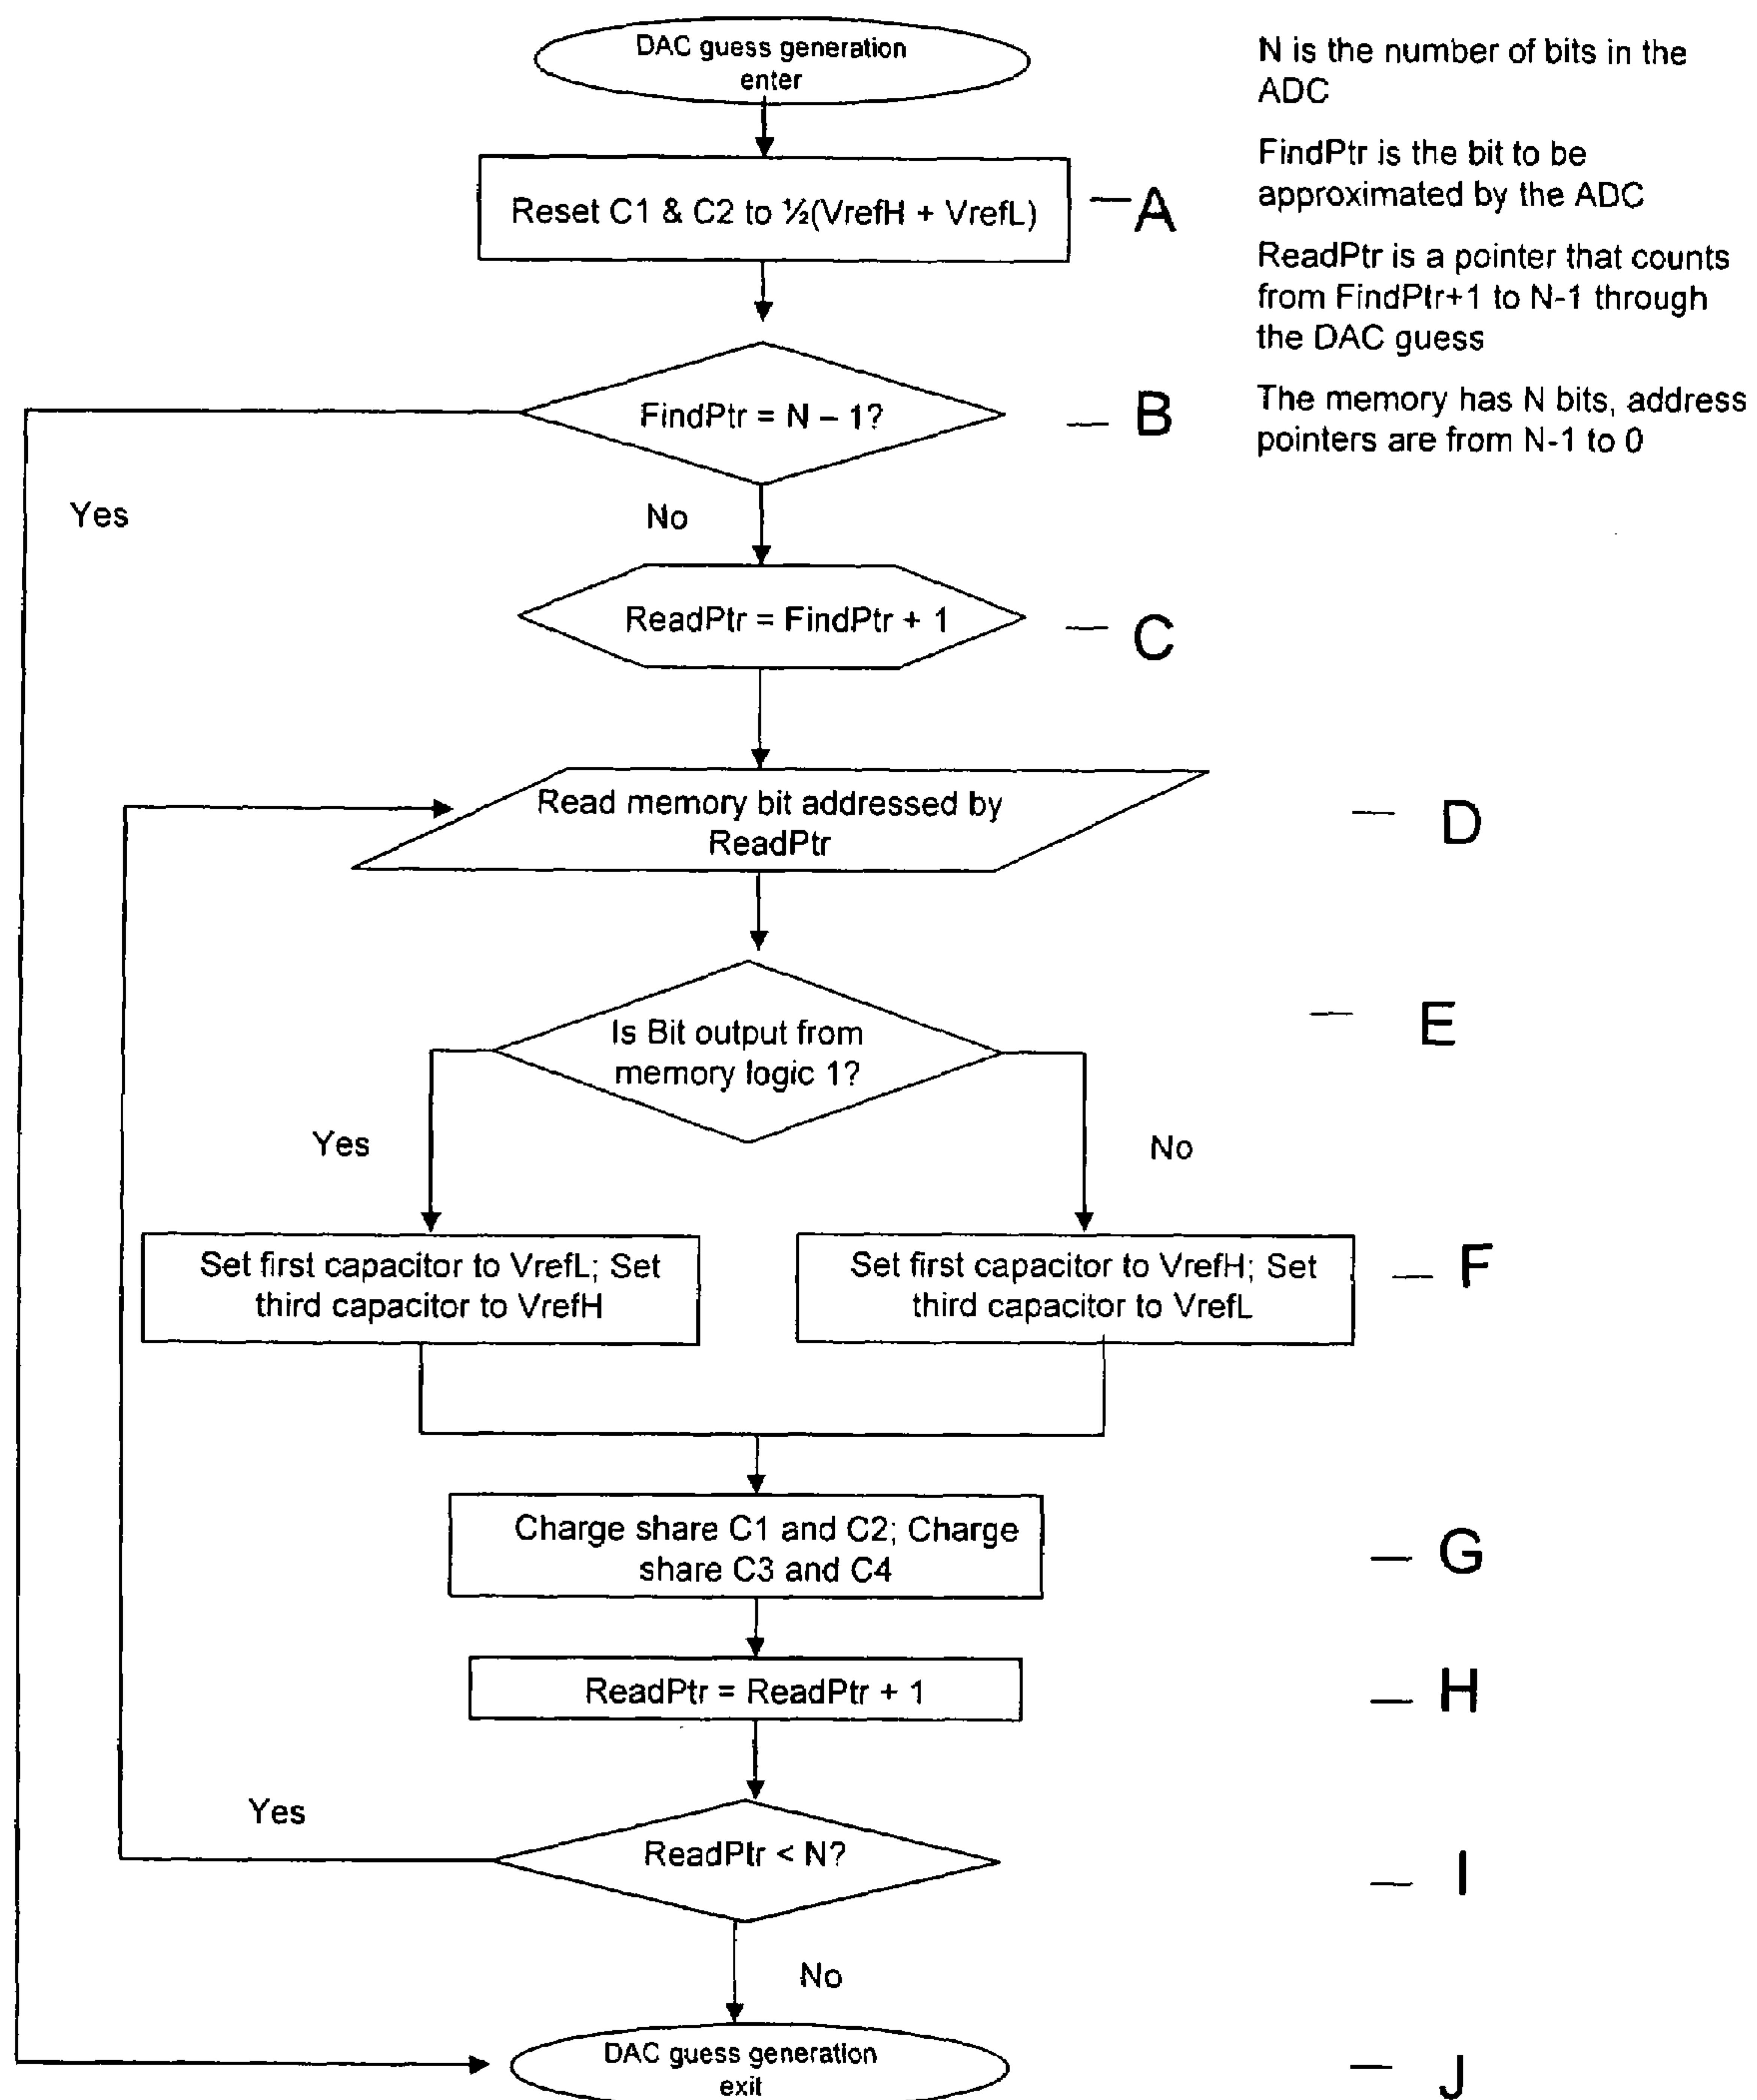 DAC guess generation
enter
N is the number of bits in the
ADC
FindPtr is the bit to be
approximated by the ADC
ReadPtr is a pointer that counts
from FindPtr+1 to N-1 through
the DAC guess
The memory has N bits, address
pointers are from N-1 to 0
Reset C1 & C2 to ½(VrefH + VrefL)
A
FindPtr = N – 1?
B
Yes
No
ReadPtr = FindPtr + 1
C
Read memory bit addressed by
ReadPtr
D
Is Bit output from
memory logic 1?
E
Yes
No
Set first capacitor to VrefL; Set
third capacitor to VrefH
Set first capacitor to VrefH; Set
third capacitor to VrefL
F
Charge share C1 and C2; Charge
share C3 and C4
G
ReadPtr = ReadPtr + 1
H
Yes
ReadPtr < N?
I
No
DAC guess generation
exit
J